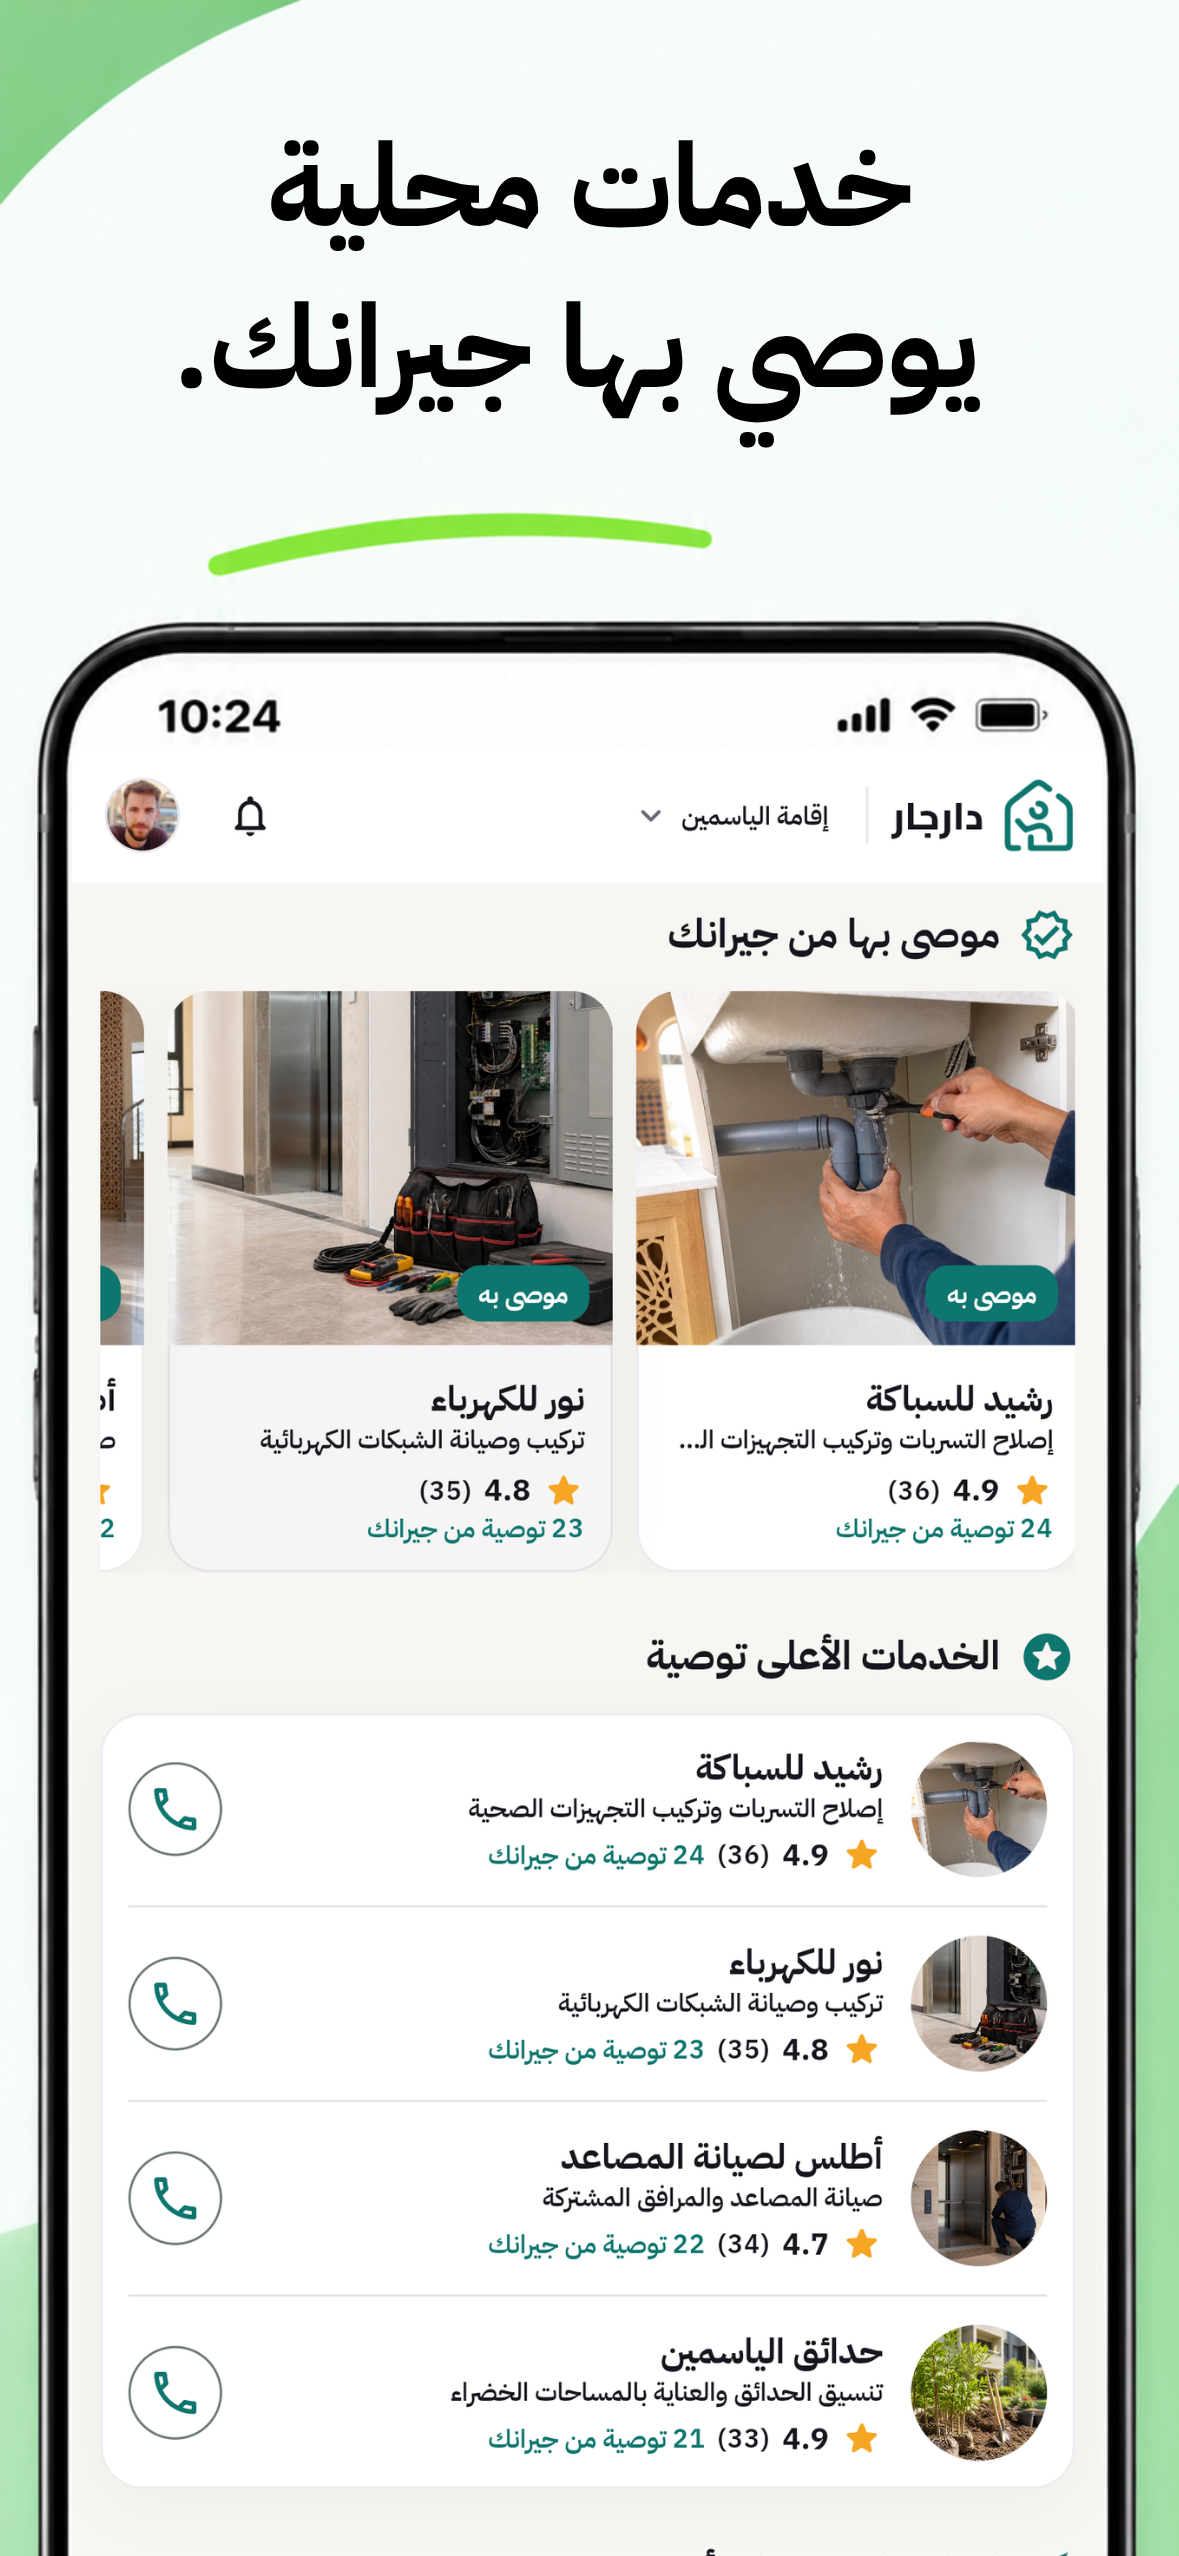 خدمات محلية
يوصي بها جيرانك.
10:24
دارجار
إقامة الياسمين
موصى بها من جيرانك
موصى به
رشيد للسباكة
إصلاح التسربات وتركيب التجهيزات الـ...
4.9 (36)
24 توصية من جيرانك
موصى به
نور للكهرباء
تركيب وصيانة الشبكات الكهربائية
4.8 (35)
23 توصية من جيرانك
الخدمات الأعلى توصية
رشيد للسباكة
إصلاح التسربات وتركيب التجهيزات الصحية
4.9 (36) 24 توصية من جيرانك
نور للكهرباء
تركيب وصيانة الشبكات الكهربائية
4.8 (35) 23 توصية من جيرانك
أطلس لصيانة المصاعد
صيانة المصاعد والمرافق المشتركة
4.7 (34) 22 توصية من جيرانك
حدائق الياسمين
تنسيق الحدائق والعناية بالمساحات الخضراء
4.9 (33) 21 توصية من جيرانك